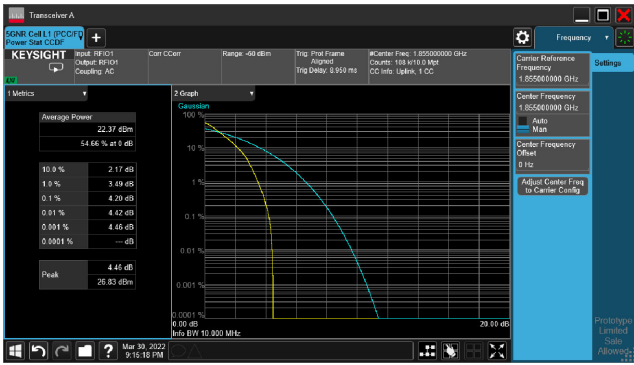 Transceiver A
5GNR Cell L1 (PCC/FD
Power Stat CCDF
+
KEYSIGHT
Input: RFIO1
Output: RFIO1
Coupling: AC
Corr CCorr
Range: -60 dBm
Trig: Prot Frame
Aligned
Trig Delay: 8.950 ms
#Center Freq: 1.855000000 GHz
Counts: 108 k/10.0 Mpt
CC Info: Uplink, 1 CC
Frequency
Settings
Carrier Reference
Frequency
1.855000000 GHz
Center Frequency
1.855000000 GHz
Auto
Man
Center Frequency
Offset
0 Hz
Adjust Center Freq
to Carrier Config
1 Metrics
Average Power
22.37 dBm
54.66 % at 0 dB
10.0 % 2.17 dB
1.0 % 3.49 dB
0.1 % 4.20 dB
0.01 % 4.42 dB
0.001 % 4.46 dB
0.0001 % --- dB
Peak
4.46 dB
26.83 dBm
2 Graph
Gaussian
100 %
10 %
1 %
0.1 %
0.01 %
0.001 %
0.0001 %
0.00 dB
20.00 dB
Info BW 10.000 MHz
Mar 30, 2022
9:16:18 PM
Prototype
Limited
Sale
Allowed